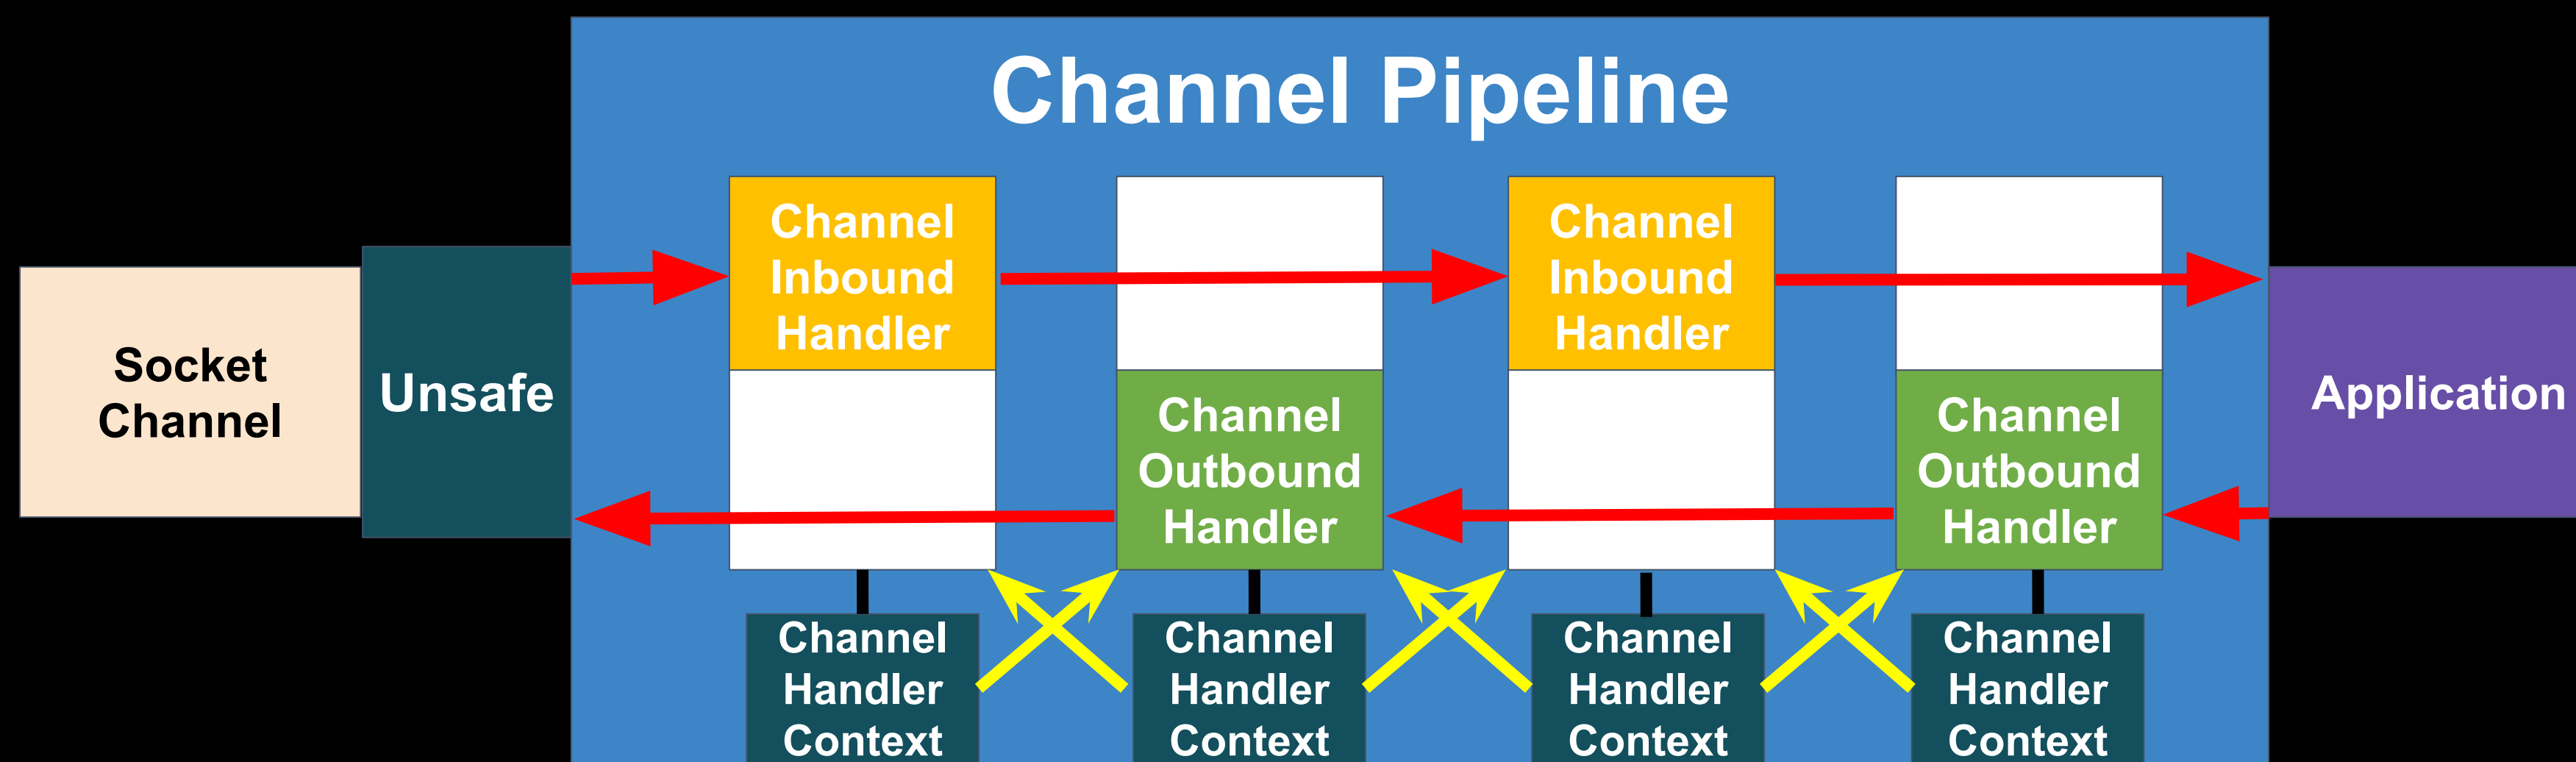 Channel Pipeline
Socket
Channel
Unsafe
Channel
Inbound
Handler
Channel
Outbound
Handler
Channel
Inbound
Handler
Channel
Outbound
Handler
Application
Channel
Handler
Context
Channel
Handler
Context
Channel
Handler
Context
Channel
Handler
Context